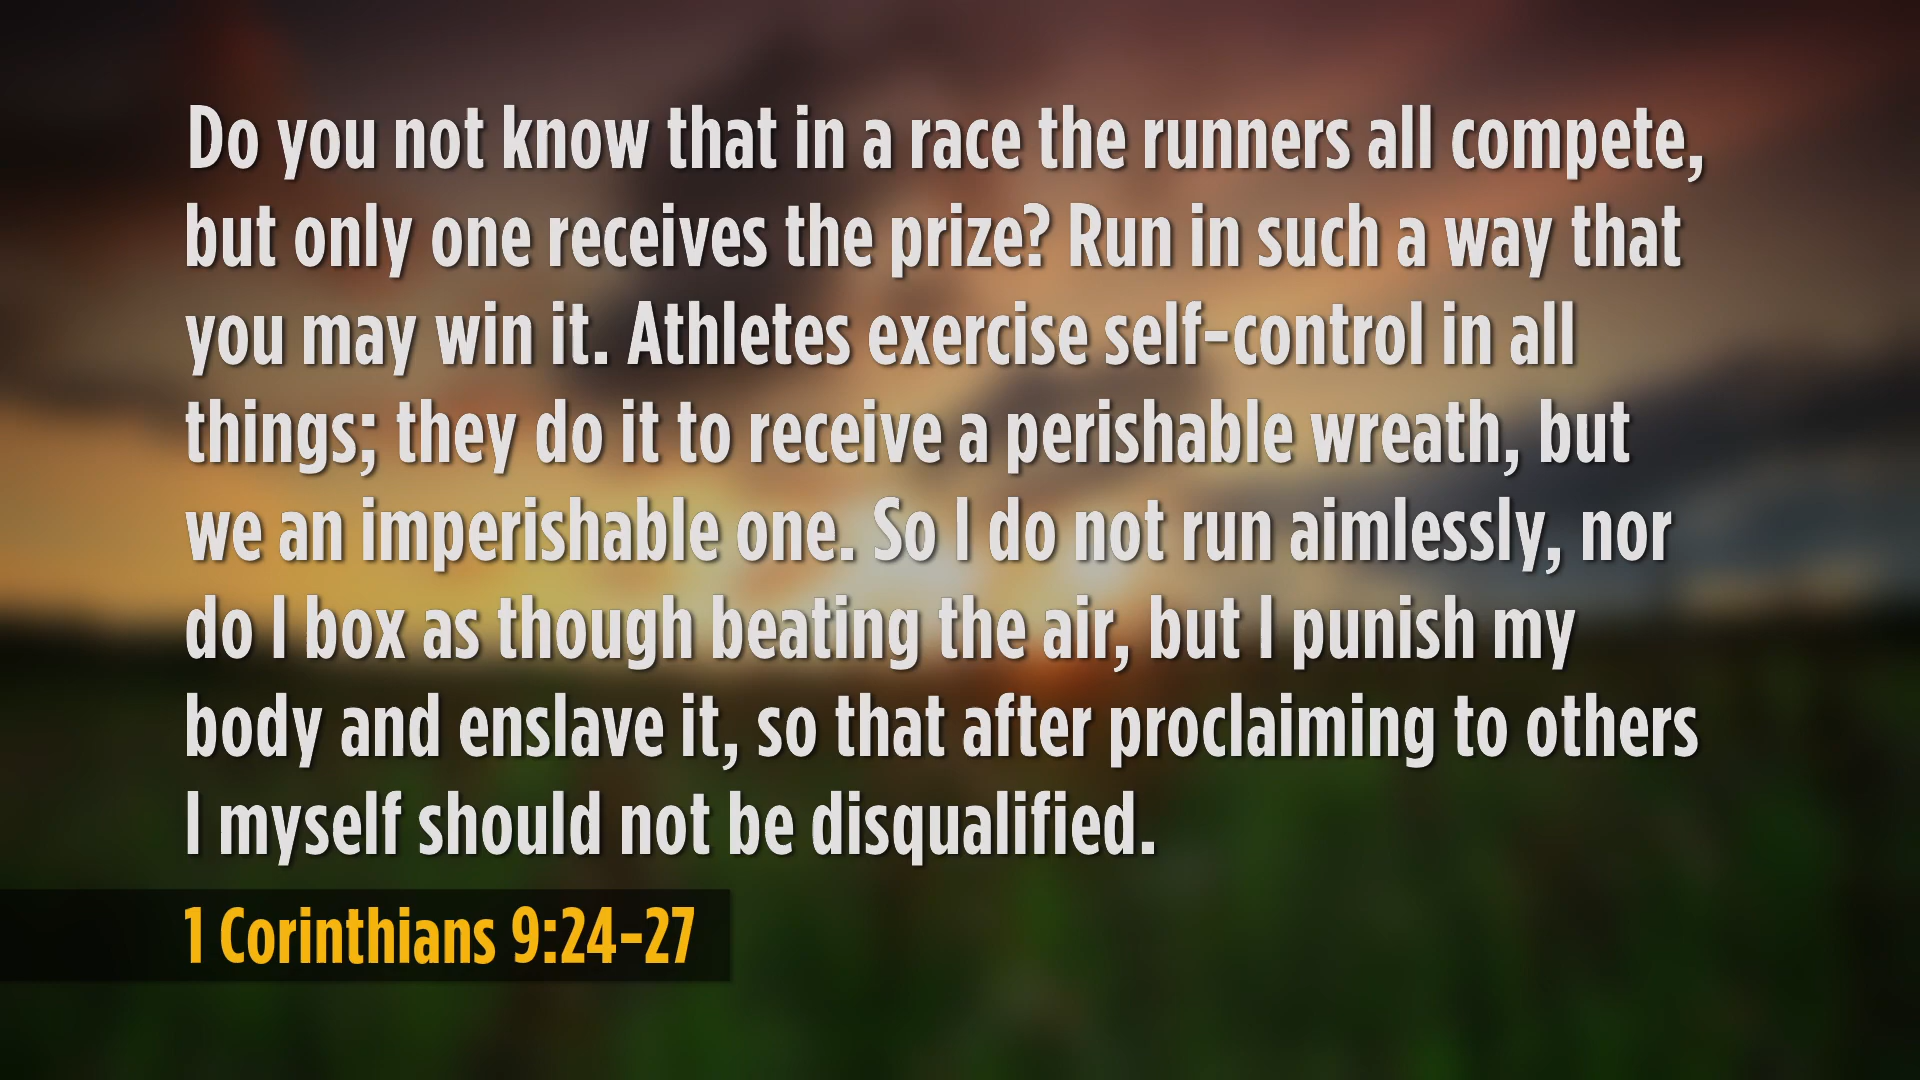 Do you not know that in a race the runners all compete,
but only one receives the prize? Run in such a way that
you may win it. Athletes exercise self-control in all
things; they do it to receive a perishable wreath, but
we an imperishable one. So I do not run aimlessly, nor
do I box as though beating the air, but I punish my
body and enslave it, so that after proclaiming to others
I myself should not be disqualified.
1 Corinthians 9:24-27